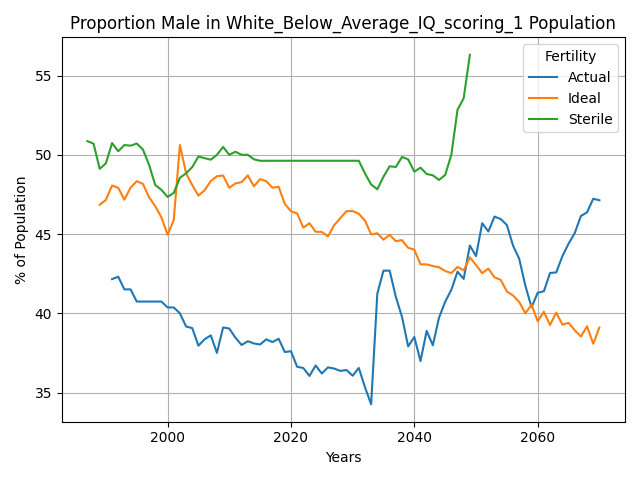 Proportion Male in White_Below_Average_IQ_scoring_1 Population
Fertility
Actual
Ideal
Sterile
% of Population
55
50
45
40
35
2000
2020
2040
2060
Years